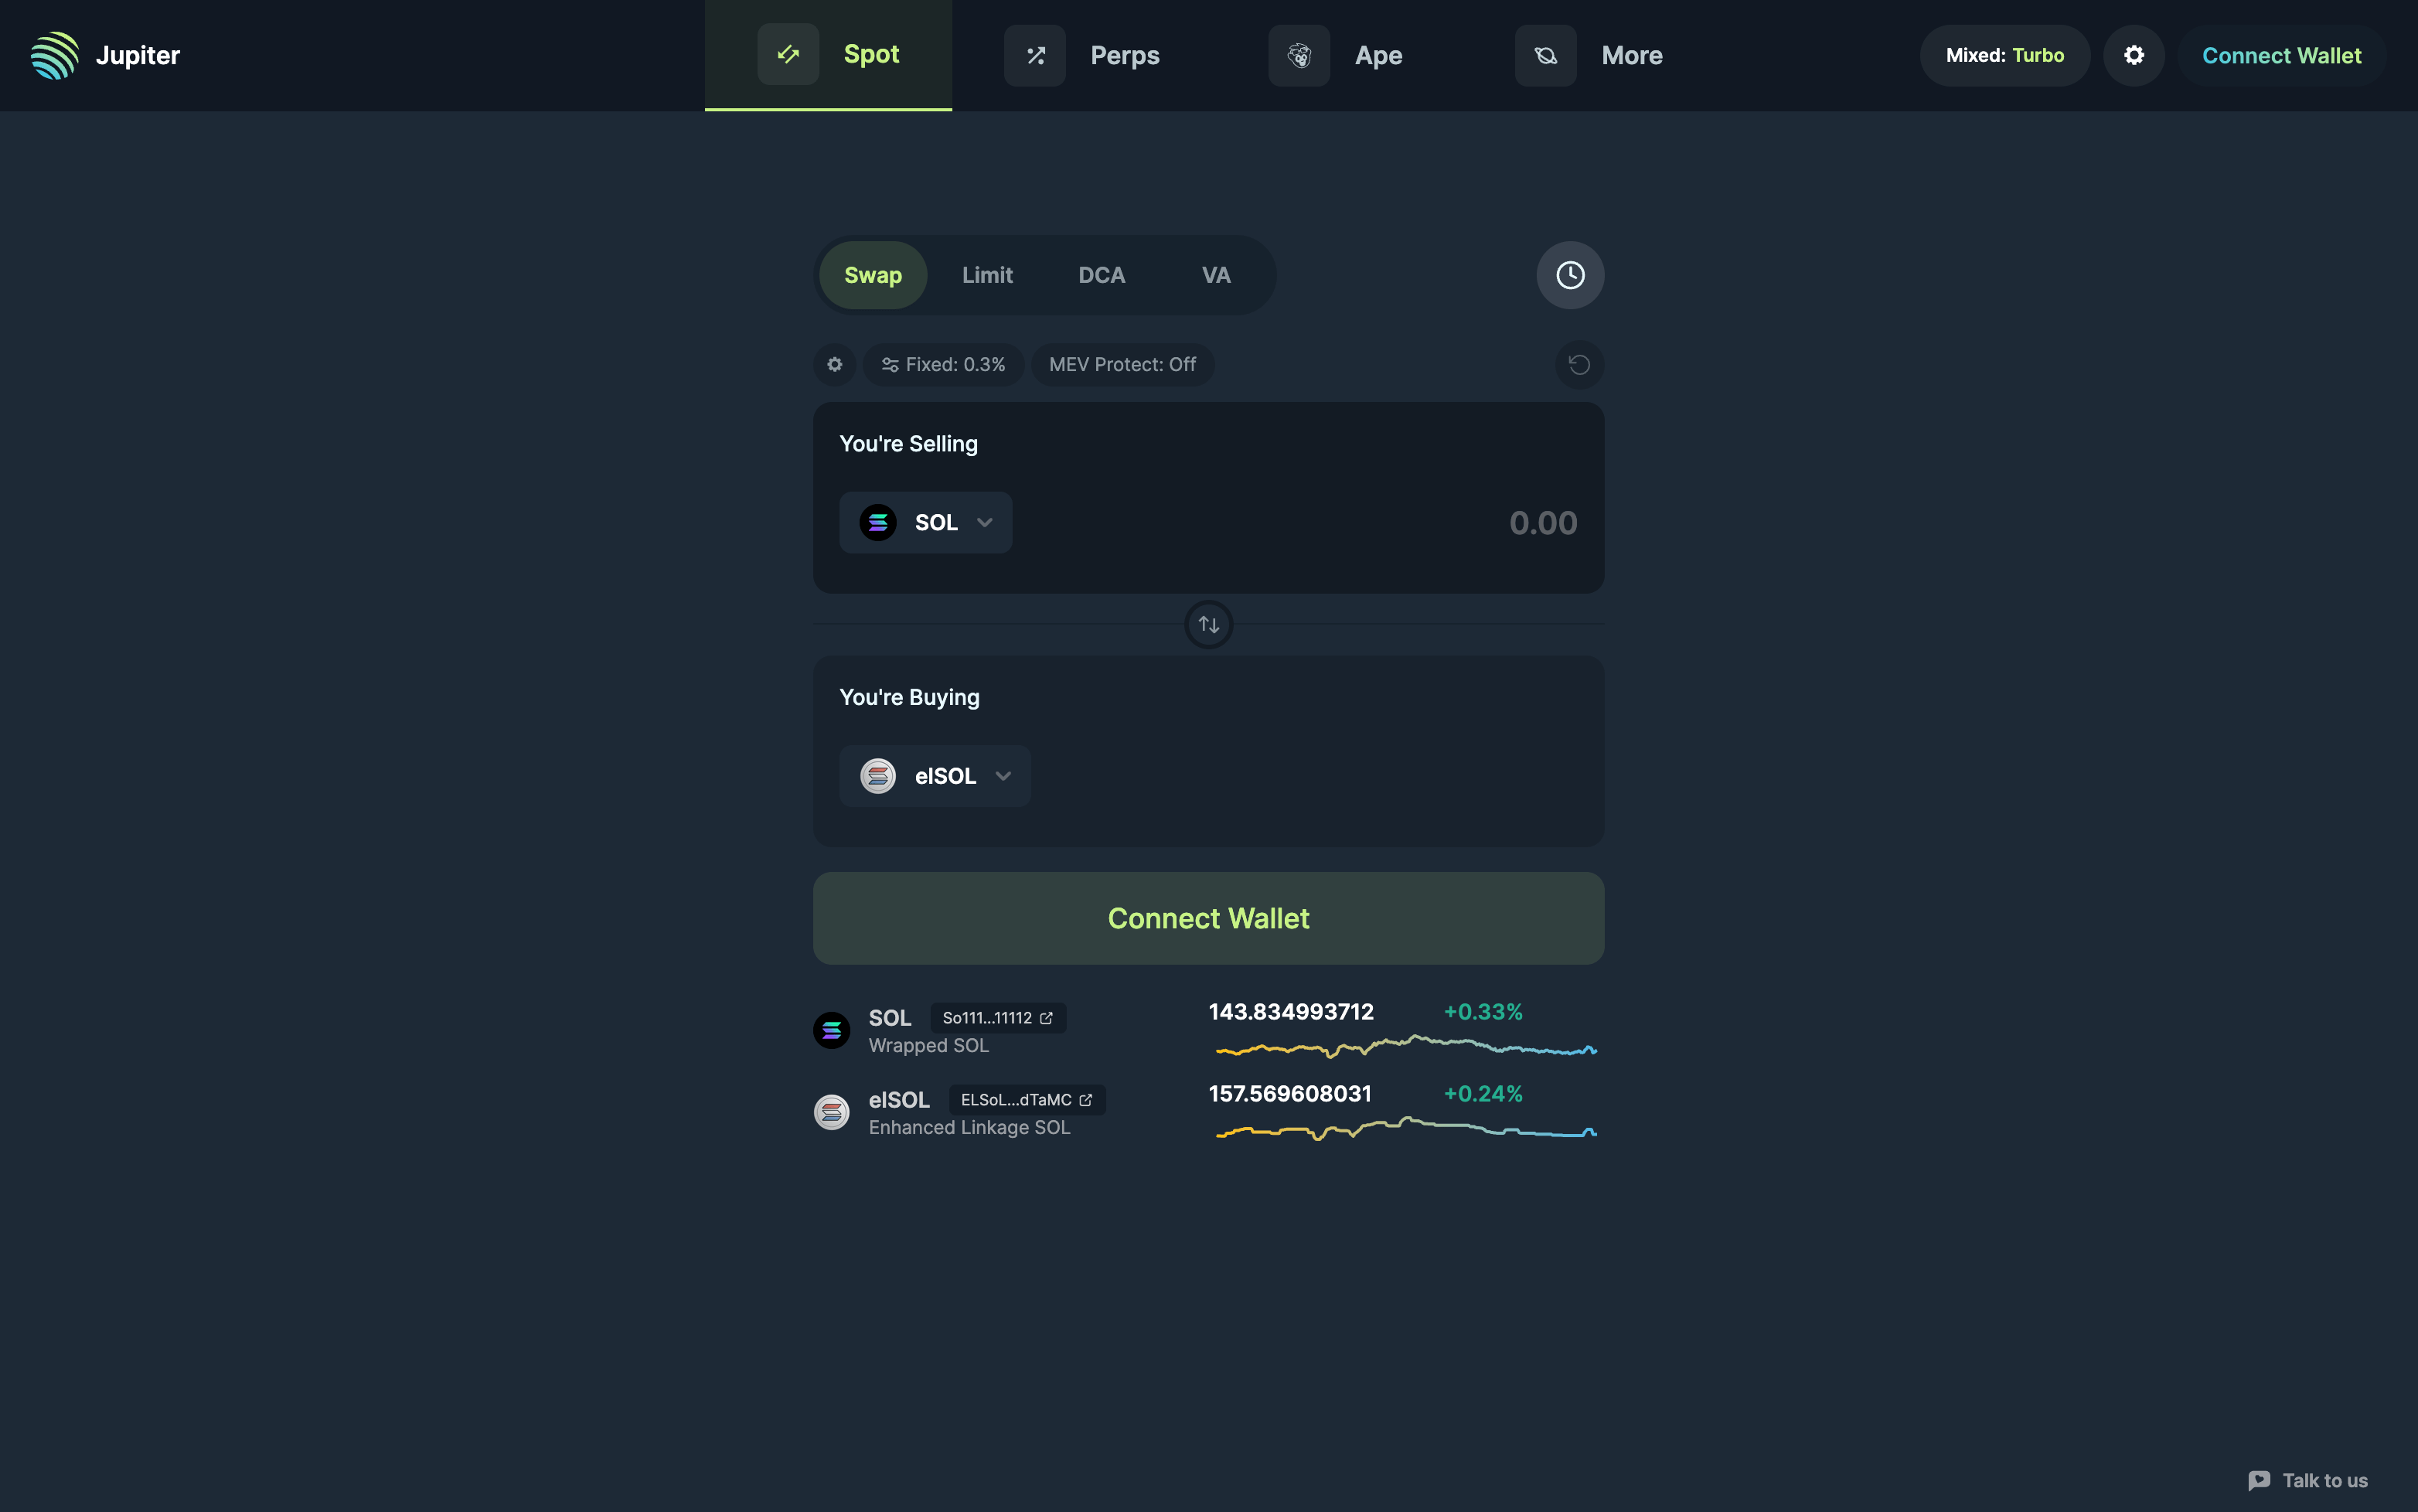 Jupiter
Spot
Perps
Ape
More
Mixed: Turbo
Connect Wallet
Swap
Limit
DCA
VA
Fixed: 0.3%
MEV Protect: Off
You're Selling
SOL
0.00
You're Buying
elSOL
Connect Wallet
SOL So111...11112
Wrapped SOL
143.834993712 +0.33%
elSOL ELSoL...dTaMC
Enhanced Linkage SOL
157.569608031 +0.24%
Talk to us